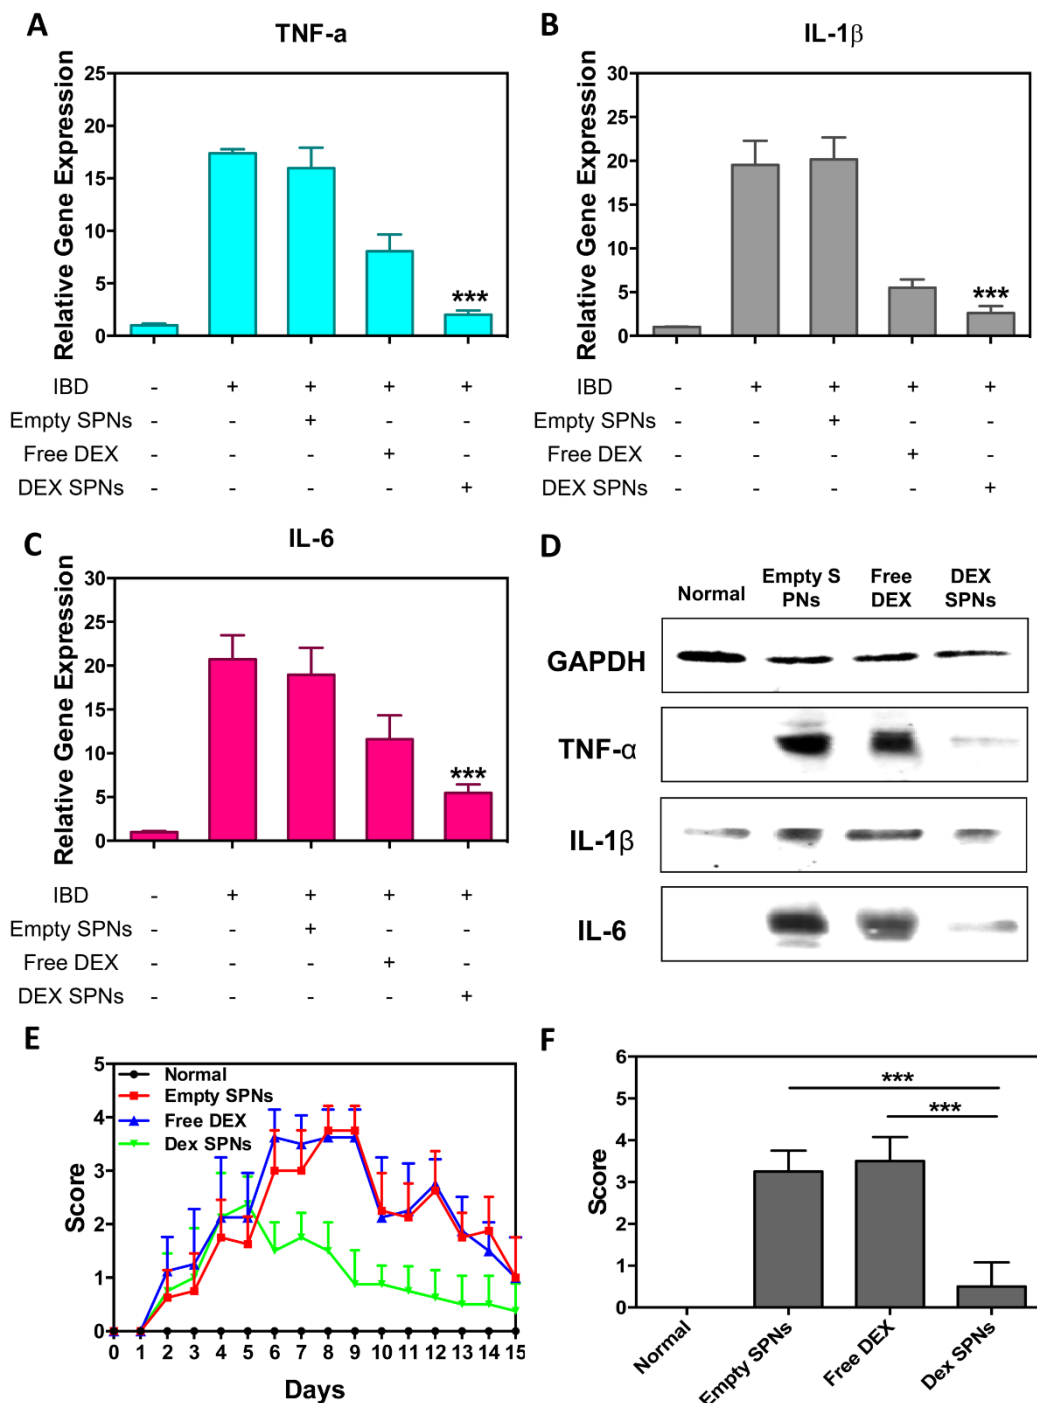 A
TNF-a
Relative Gene Expression
25
20
15
10
5
0
***
IBD - + + + +
Empty SPNs - - + - -
Free DEX - - - + -
DEX SPNs - - - - +
B
IL-1β
Relative Gene Expression
30
25
20
15
10
5
0
***
IBD - + + + +
Empty SPNs - - + - -
Free DEX - - - + -
DEX SPNs - - - - +
C
IL-6
Relative Gene Expression
30
25
20
15
10
5
0
***
IBD - + + + +
Empty SPNs - - + - -
Free DEX - - - + -
DEX SPNs - - - - +
D
Normal
Empty S
PNs
Free
DEX
DEX
SPNs
GAPDH
TNF-α
IL-1β
IL-6
E
Score
5
4
3
2
1
0
Normal
Empty SPNs
Free DEX
Dex SPNs
0 1 2 3 4 5 6 7 8 9 10 11 12 13 14 15
Days
F
Score
6
5
4
3
2
1
0
***
***
Normal
Empty SPNs
Free DEX
Dex SPNs